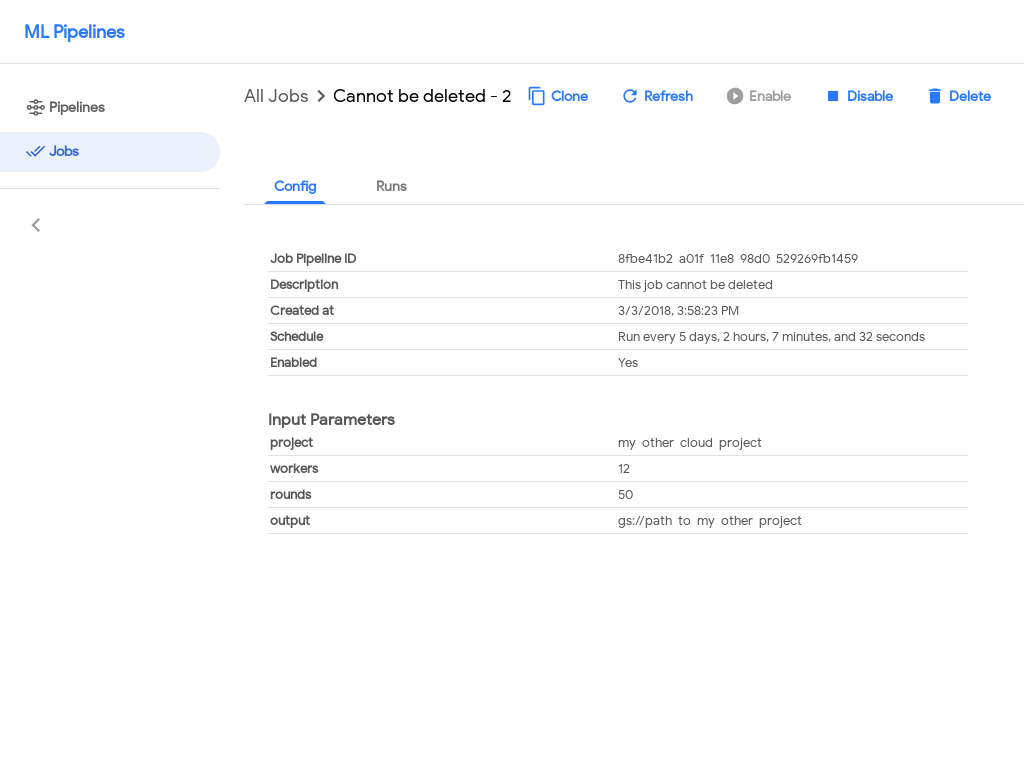 ML Pipelines
Pipelines
Jobs
All Jobs > Cannot be deleted - 2
Clone
Refresh
Enable
Disable
Delete
Config
Runs
Job Pipeline ID 8fbe41b2 a01f 11e8 98d0 529269fb1459
Description This job cannot be deleted
Created at 3/3/2018, 3:58:23 PM
Schedule Run every 5 days, 2 hours, 7 minutes, and 32 seconds
Enabled Yes
Input Parameters
project my other cloud project
workers 12
rounds 50
output gs://path to my other project